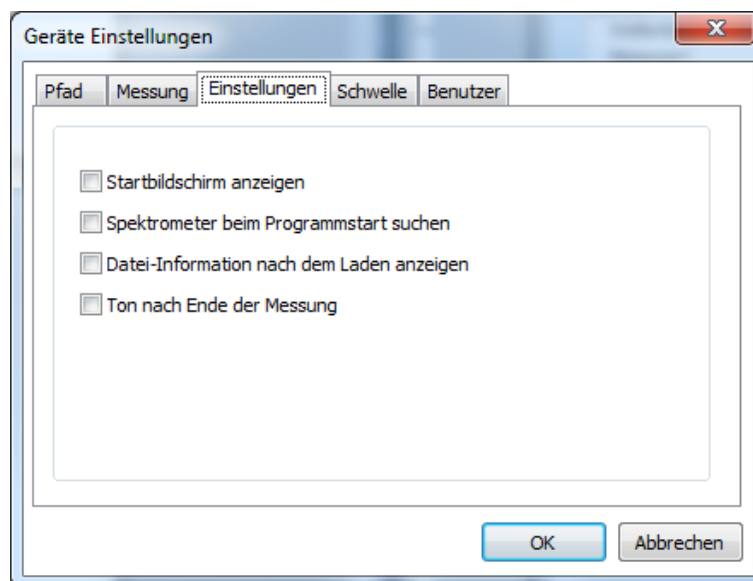 Geräte Einstellungen
Pfad Messung Einstellungen Schwelle Benutzer
Startbildschirm anzeigen
Spektrometer beim Programmstart suchen
Datei-Information nach dem Laden anzeigen
Ton nach Ende der Messung
OK Abbrechen